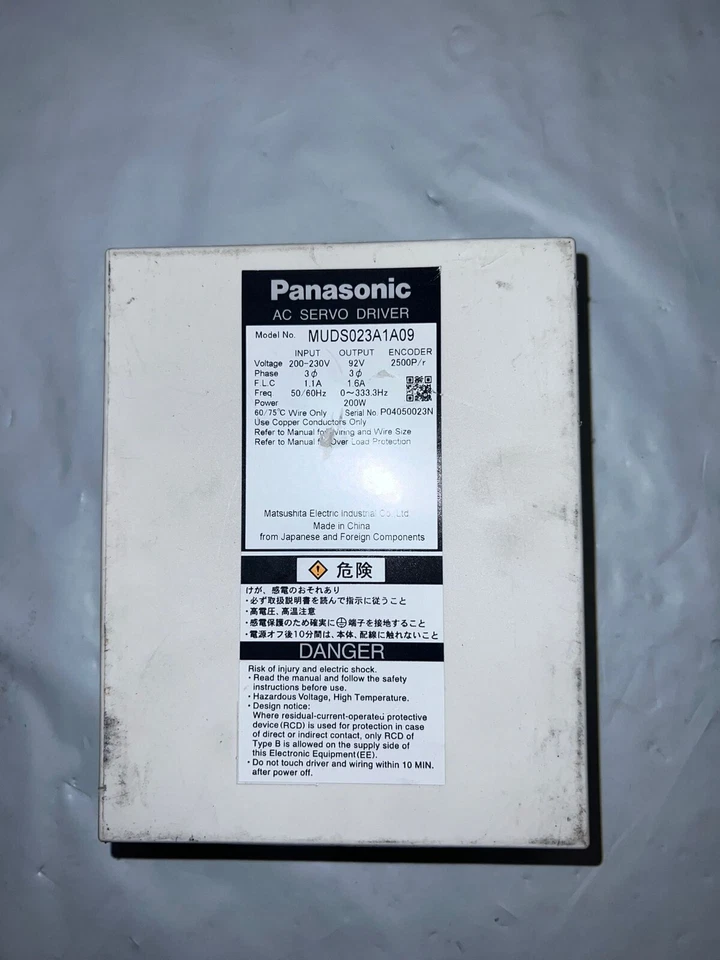 Panasonic
AC SERVO DRIVER
Model No. MUDS023A1A09
INPUT OUTPUT ENCODER
Voltage 200-230V 92V 2500P/r
Phase 3φ 3φ
F.L.C 1.1A 1.6A
Freq 50/60Hz 0~333.3Hz
Power 200W
60/75℃ Wire Only Serial No. P04050023N
Use Copper Conductors Only
Refer to Manual for Wiring and Wire Size
Refer to Manual for Over Load Protection
Matsushita Electric Industrial Co.,Ltd
Made in China
from Japanese and Foreign Components
危険
けが、感電のおそれあり
・必ず取扱説明書を読んで指示に従うこと
・高電圧、高温注意
・感電保護のため確実に⏚端子を接地すること
・電源オフ後10分間は、本体、配線に触れないこと
DANGER
Risk of injury and electric shock.
・Read the manual and follow the safety
instructions before use.
・Hazardous Voltage, High Temperature.
・Design notice:
Where residual-current-operated protective
device (RCD) is used for protection in case
of direct or indirect contact, only RCD of
Type B is allowed on the supply side of
this Electronic Equipment(EE).
・Do not touch driver and wiring within 10 MIN.
after power off.